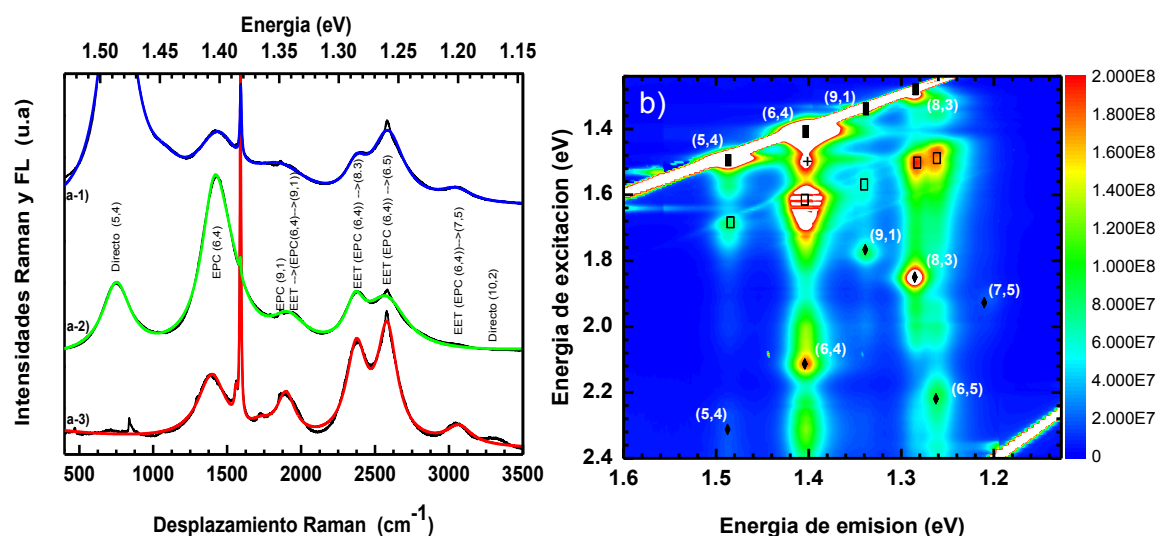 Energia (eV)
1.50 1.45 1.40 1.35 1.30 1.25 1.20 1.15
Intensidades Raman y FL (u.a)
a-1)
a-2)
a-3)
Directo (5,4)
EPC (6,4)
EPC (9,1)
EET -->(EPC(6,4)-->(9,1)
EET (EPC (6,4)) -->(8.3)
EET (EPC (6,4)) -->(6.5)
EET (EPC (6,4))-->(7,5)
Directo (10,2)
500 1000 1500 2000 2500 3000 3500
Desplazamiento Raman (cm-1)
b)
(5,4)
(6,4)
(9,1)
(8,3)
(9,1)
(8,3)
(7,5)
(6,4)
(6,5)
(5,4)
Energia de excitacion (eV)
1.4
1.6
1.8
2.0
2.2
2.4
1.6 1.4 1.3 1.2
Energia de emision (eV)
2.000E8
1.800E8
1.600E8
1.400E8
1.200E8
1.000E8
8.000E7
6.000E7
4.000E7
2.000E7
0